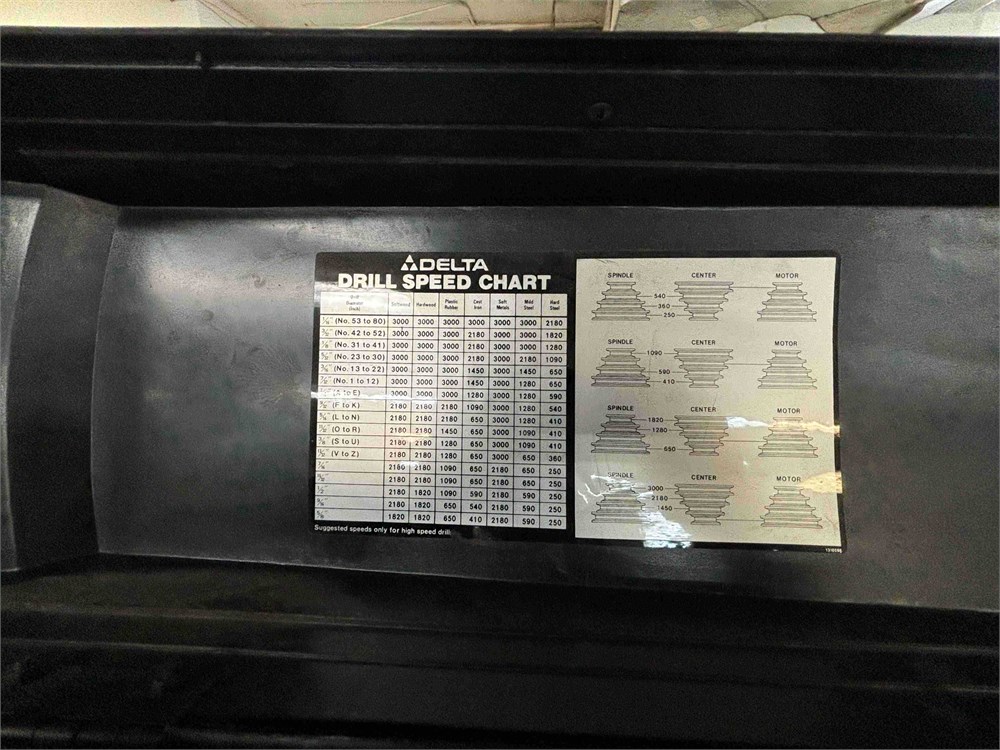 DELTA
DRILL SPEED CHART
Drill Diameter (Inch) Softwood Hardwood Plastic Rubber Cast Iron Soft Metals Mild Steel Hard Steel
(No. 53 to 80) 3000 3000 3000 3000 3000 3000 2180
(No. 42 to 52) 3000 3000 3000 2180 3000 3000 1820
(No. 31 to 41) 3000 3000 3000 2180 3000 3000 1280
(No. 23 to 30) 3000 3000 3000 2180 3000 2180 1090
(No. 13 to 22) 3000 3000 3000 1450 3000 1450 650
(No. 1 to 12) 3000 3000 3000 1450 3000 1280 650
(A to E) 3000 3000 3000 1280 3000 1280 590
(F to K) 2180 2180 2180 1090 3000 1280 540
(L to N) 2180 2180 2180 650 3000 1280 410
(O to R) 2180 2180 1450 650 3000 1090 410
(S to U) 2180 2180 1280 650 3000 1090 410
(V to Z) 2180 2180 1280 650 3000 650 360
2180 2180 1090 650 2180 650 250
2180 2180 1090 650 2180 650 250
1/2" 2180 1820 1090 590 2180 590 250
2180 1820 650 540 2180 590 250
1820 1820 650 410 2180 590 250
Suggested speeds only for high speed drill
SPINDLE CENTER MOTOR
540
360
250
SPINDLE CENTER MOTOR
1090
590
410
SPINDLE CENTER MOTOR
1820
1280
650
SPINDLE CENTER MOTOR
3000
2180
1450